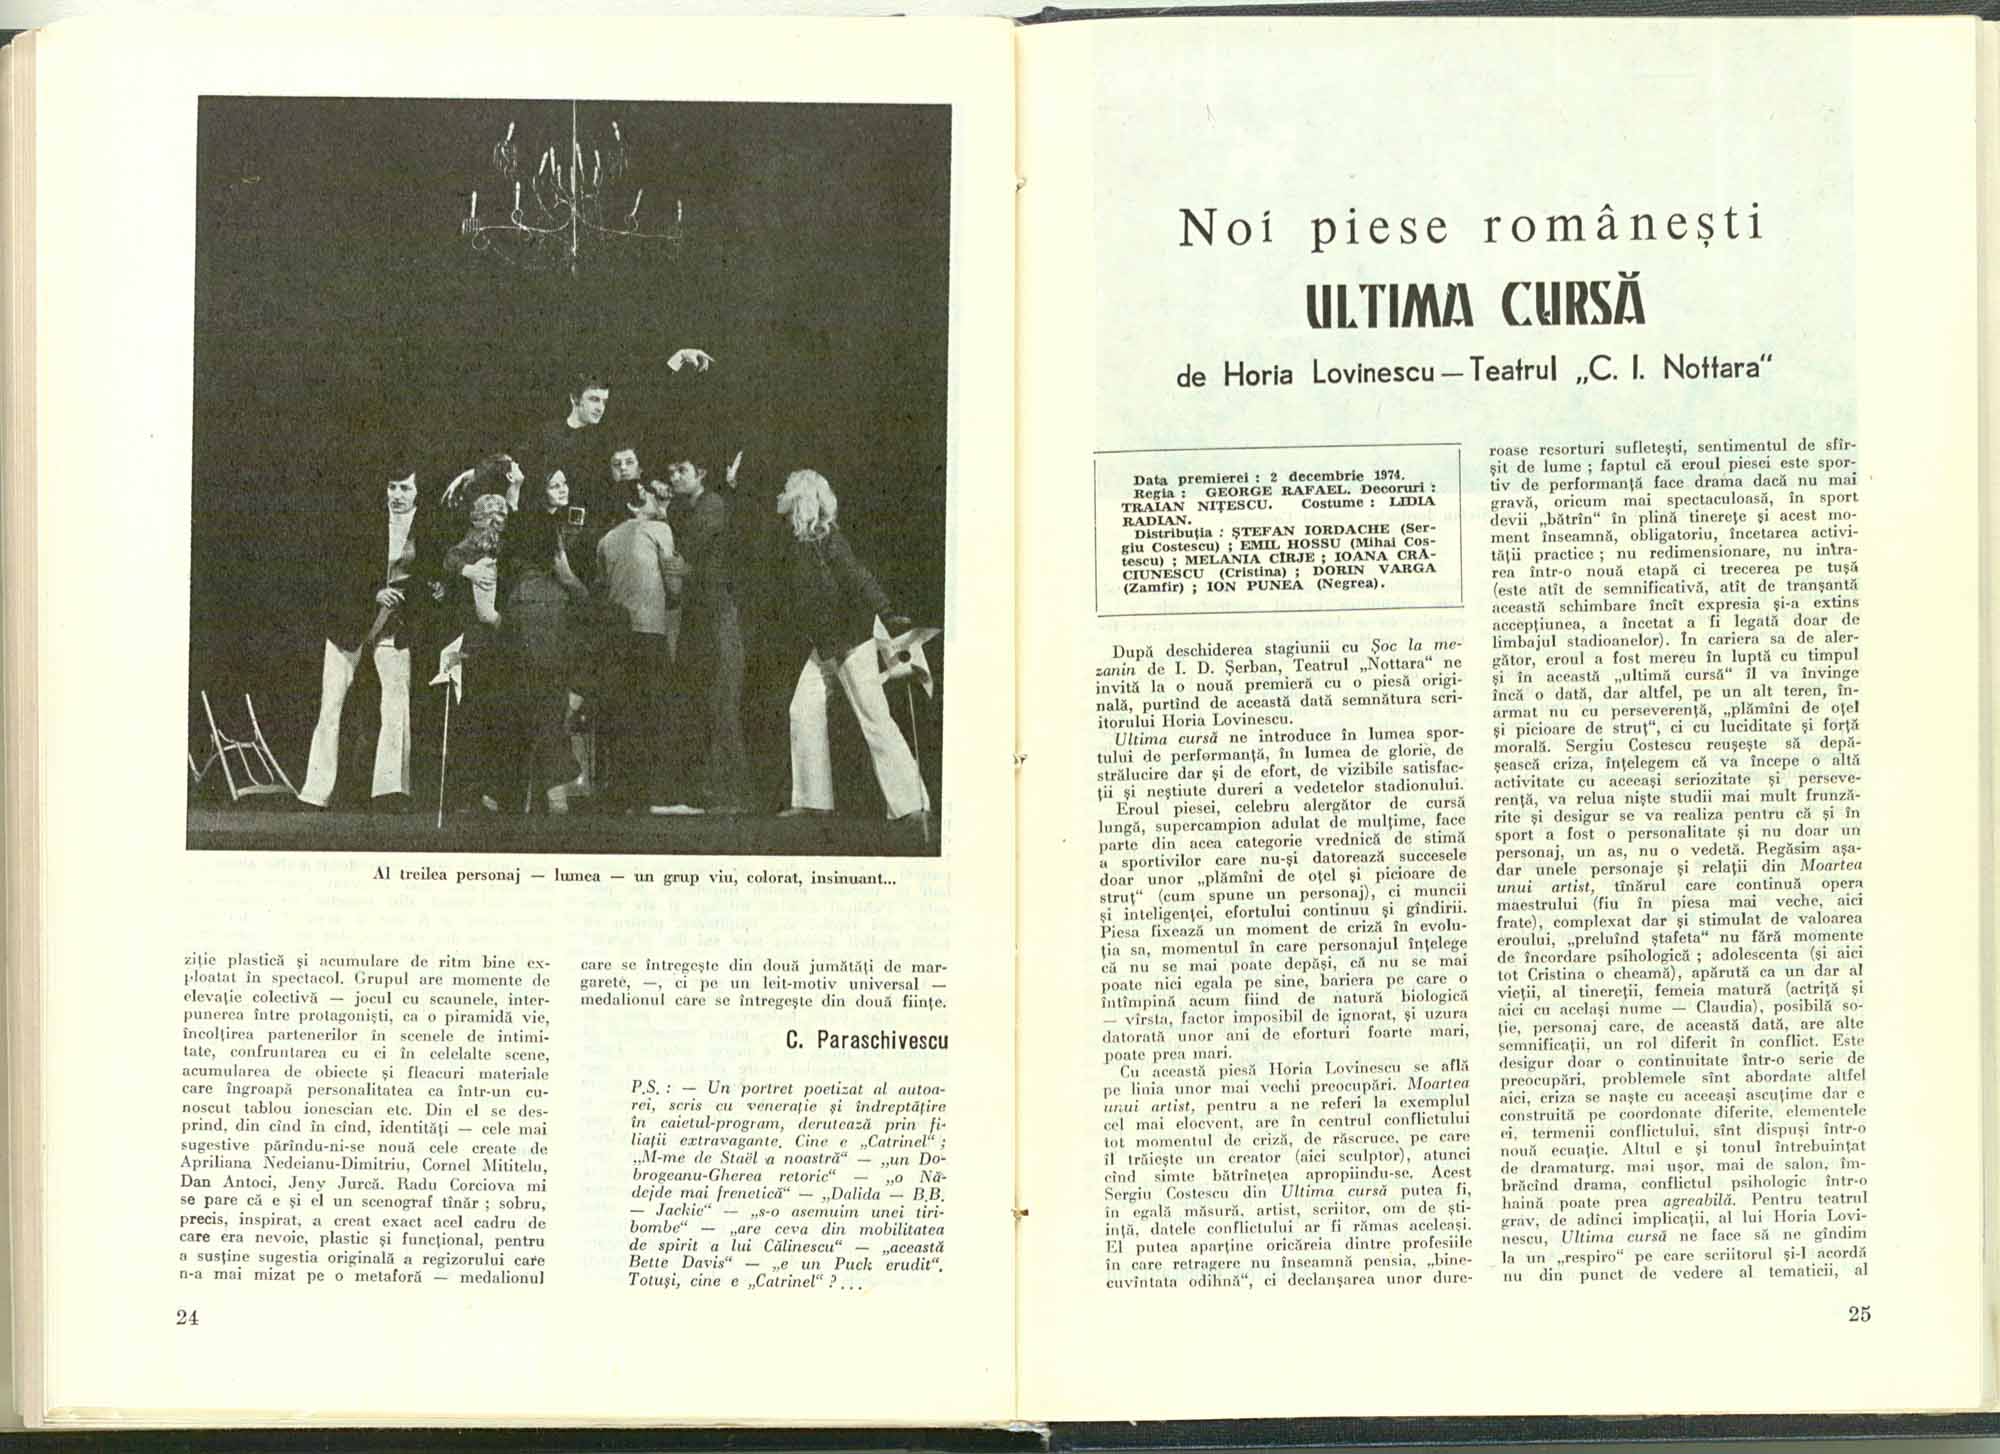 Al treilea personaj — lumea — un grup viu, colorat, insinuant...
ziție plastică și acumulare de ritm bine ex-
ploatat în spectacol. Grupul are momente de
elevație colectivă — jocul cu scaunele, inter-
punerea între protagoniști, ca o piramidă vie,
încolțirea partenerilor în scenele de intimi-
tate, confruntarea cu ei în celelalte scene,
acumularea de obiecte și fleacuri materiale
care îngroapă personalitatea ca într-un cu-
noscut tablou ionescian etc. Din el se des-
prind, din cînd în cînd, identități — cele mai
sugestive părîndu-ni-se nouă cele create de
Apriliana Nedeianu-Dimitriu, Cornel Mititelu,
Dan Antoci, Jeny Jurcă. Radu Corciova mi
se pare că e și el un scenograf tînăr ; sobru,
precis, inspirat, a creat exact acel cadru de
care era nevoie, plastic și funcțional, pentru
a susține sugestia originală a regizorului care
n-a mai mizat pe o metaforă — medalionul
care se întregește din două jumătăți de mar-
garete, —, ci pe un leit-motiv universal —
medalionul care se întregește din două ființe.
C. Paraschivescu
P.S. : — Un portret poetizat al autoa-
rei, scris cu venerație și îndreptățire
în caietul-program, derutează prin fi-
liații extravagante. Cine e „Catrinel“ ;
„M-me de Staël a noastră“ — „un Do-
brogeanu-Gherea retoric“ — „o Nă-
dejde mai frenetică“ — „Dalida — B.B.
— Jackie“ — „s-o asemuim unei tiri-
bombe“ — „are ceva din mobilitatea
de spirit a lui Călinescu“ — „această
Bette Davis“ — „e un Puck erudit“.
Totuși, cine e „Catrinel“ ?...
24
Noi piese românești
ULTIMA CURSĂ
de Horia Lovinescu — Teatrul „C. I. Nottara“
Data premierei : 2 decembrie 1974.
Regia : GEORGE RAFAEL. Decoruri :
TRAIAN NIȚESCU. Costume : LIDIA
RADIAN.
Distribuția : ȘTEFAN IORDACHE (Ser-
giu Costescu) ; EMIL HOSSU (Mihai Cos-
tescu) ; MELANIA CÎRJE ; IOANA CRĂ-
CIUNESCU (Cristina) ; DORIN VARGA
(Zamfir) ; ION PUNEA (Negrea).
După deschiderea stagiunii cu Șoc la me-
zanin de I. D. Șerban, Teatrul „Nottara“ ne
invită la o nouă premieră cu o piesă origi-
nală, purtînd de această dată semnătura scri-
itorului Horia Lovinescu.
Ultima cursă ne introduce în lumea spor-
tului de performanță, în lumea de glorie, de
strălucire dar și de efort, de vizibile satisfac-
ții și neștiute dureri a vedetelor stadionului.
Eroul piesei, celebru alergător de cursă
lungă, supercampion adulat de mulțime, face
parte din acea categorie vrednică de stimă
a sportivilor care nu-și datorează succesele
doar unor „plămîni de oțel și picioare de
struț“ (cum spune un personaj), ci muncii
și inteligenței, efortului continuu și gîndirii.
Piesa fixează un moment de criză în evolu-
ția sa, momentul în care personajul înțelege
că nu se mai poate depăși, că nu se mai
poate nici egala pe sine, bariera pe care o
întîmpină acum fiind de natură biologică
— vîrsta, factor imposibil de ignorat, și uzura
datorată unor ani de eforturi foarte mari,
poate prea mari.
Cu această piesă Horia Lovinescu se află
pe linia unor mai vechi preocupări. Moartea
unui artist, pentru a ne referi la exemplul
cel mai elocvent, are în centrul conflictului
tot momentul de criză, de răscruce, pe care
îl trăiește un creator (aici sculptor), atunci
cînd simte bătrînețea apropiindu-se. Acest
Sergiu Costescu din Ultima cursă putea fi,
în egală măsură, artist, scriitor, om de ști-
ință, datele conflictului ar fi rămas aceleași.
El putea aparține oricăreia dintre profesiile
în care retragere nu înseamnă pensia, „bine-
cuvîntata odihnă“, ci declanșarea unor dure-
roase resorturi sufletești, sentimentul de sfîr-
șit de lume ; faptul că eroul piesei este spor-
tiv de performanță face drama dacă nu mai
gravă, oricum mai spectaculoasă, în sport
devii „bătrîn“ în plină tinerețe și acest mo-
ment înseamnă, obligatoriu, încetarea activi-
tății practice ; nu redimensionare, nu intra-
rea într-o nouă etapă ci trecerea pe tușă
(este atît de semnificativă, atît de tranșantă
această schimbare încît expresia și-a extins
accepțiunea, a încetat a fi legată doar de
limbajul stadioanelor). În cariera sa de aler-
gător, eroul a fost mereu în luptă cu timpul
și în această „ultimă cursă“ îl va învinge
încă o dată, dar altfel, pe un alt teren, în-
armat nu cu perseverență, „plămîni de oțel
și picioare de struț“, ci cu luciditate și forță
morală. Sergiu Costescu reușește să depă-
șească criza, înțelegem că va începe o altă
activitate cu aceeași seriozitate și perseve-
rență, va relua niște studii mai mult frunză-
rite și desigur se va realiza pentru că și în
sport a fost o personalitate și nu doar un
personaj, un as, nu o vedetă. Regăsim așa-
dar unele personaje și relații din Moartea
unui artist, tînărul care continuă opera
maestrului (fiu în piesa mai veche, aici
frate), complexat dar și stimulat de valoarea
eroului, „preluînd ștafeta“ nu fără momente
de încordare psihologică ; adolescenta (și aici
tot Cristina o cheamă), apărută ca un dar al
vieții, al tinereții, femeia matură (actriță și
aici cu același nume — Claudia), posibilă so-
ție, personaj care, de această dată, are alte
semnificații, un rol diferit în conflict. Este
desigur doar o continuitate într-o serie de
preocupări, problemele sînt abordate altfel
aici, criza se naște cu aceeași ascuțime dar e
construită pe coordonate diferite, elementele
ei, termenii conflictului, sînt dispuși într-o
nouă ecuație. Altul e și tonul întrebuințat
de dramaturg, mai ușor, mai de salon, îm-
brăcînd drama, conflictul psihologic într-o
haină poate prea agreabilă. Pentru teatrul
grav, de adînci implicații, al lui Horia Lovi-
nescu, Ultima cursă ne face să ne gîndim
la un „respiro“ pe care scriitorul și-l acordă
nu din punct de vedere al tematicii, al
25